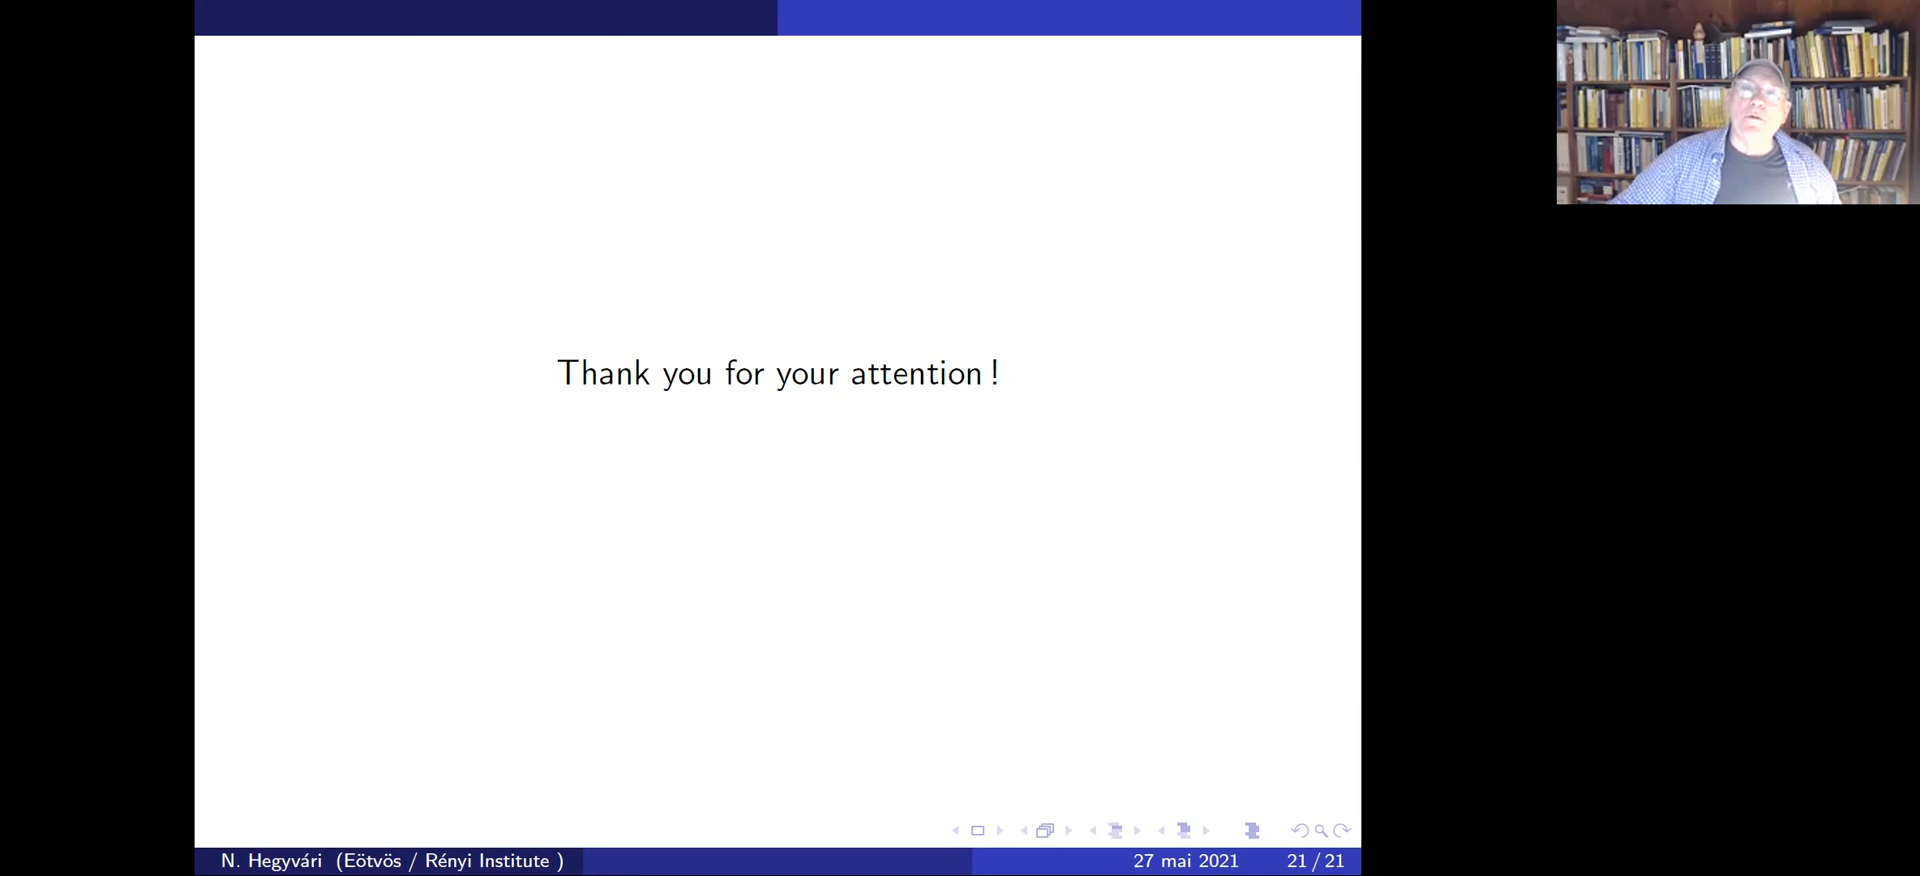 Thank you for your attention !
N. Hegyvári (Eötvös / Rényi Institute )
27 mai 2021
21 / 21